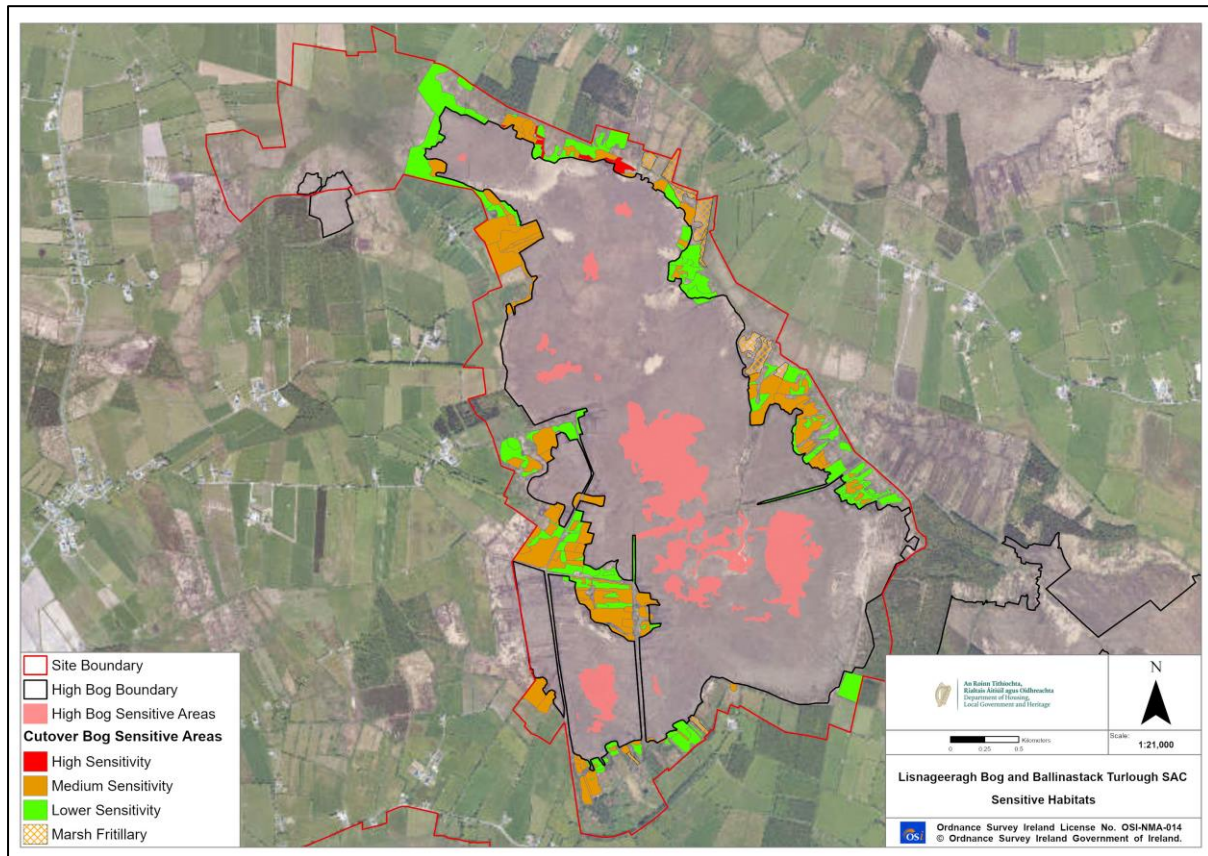 Site Boundary
High Bog Boundary
High Bog Sensitive Areas
Cutover Bog Sensitive Areas
High Sensitivity
Medium Sensitivity
Lower Sensitivity
Marsh Fritillary
An Roinn Tithíochta,
Rialtais Áitiúil agus Oidhreachta
Department of Housing,
Local Government and Heritage
N
Kilometers
0 0.25 0.5
Scale:
1:21,000
Lisnageeragh Bog and Ballinastack Turlough SAC
Sensitive Habitats
OSi
Ordnance Survey Ireland License No. OSI-NMA-014
© Ordnance Survey Ireland Government of Ireland.